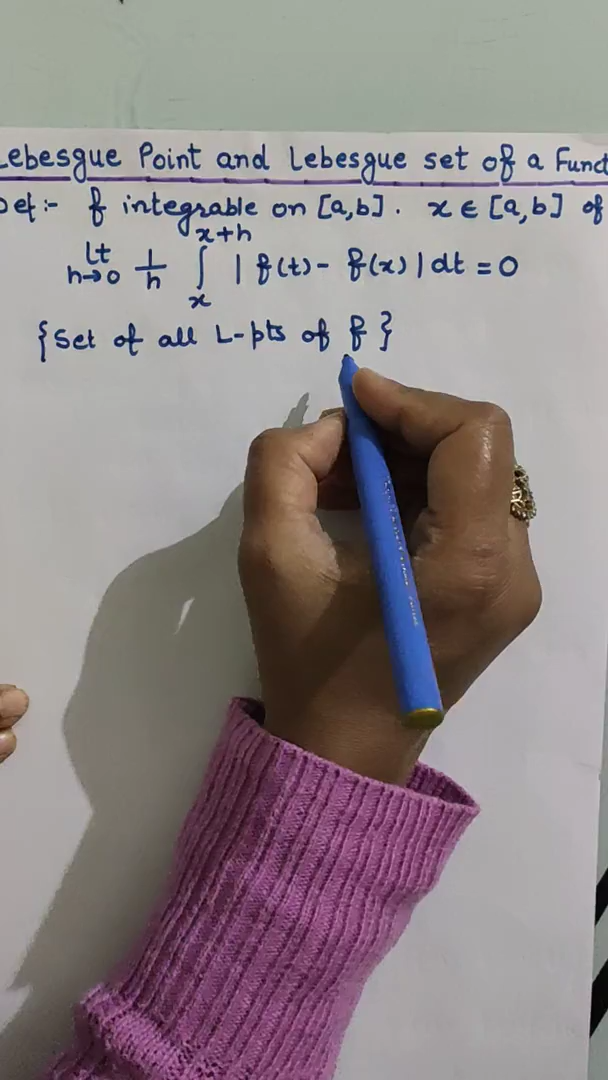 Lebesgue Point and Lebesgue set of a Funct
Def:- f integrable on [a,b]. x ∈ [a,b] of
Lt h→0 1/h ∫ₓˣ⁺ʰ | f(t) - f(x) | dt = 0
{Set of all L-pts of f}